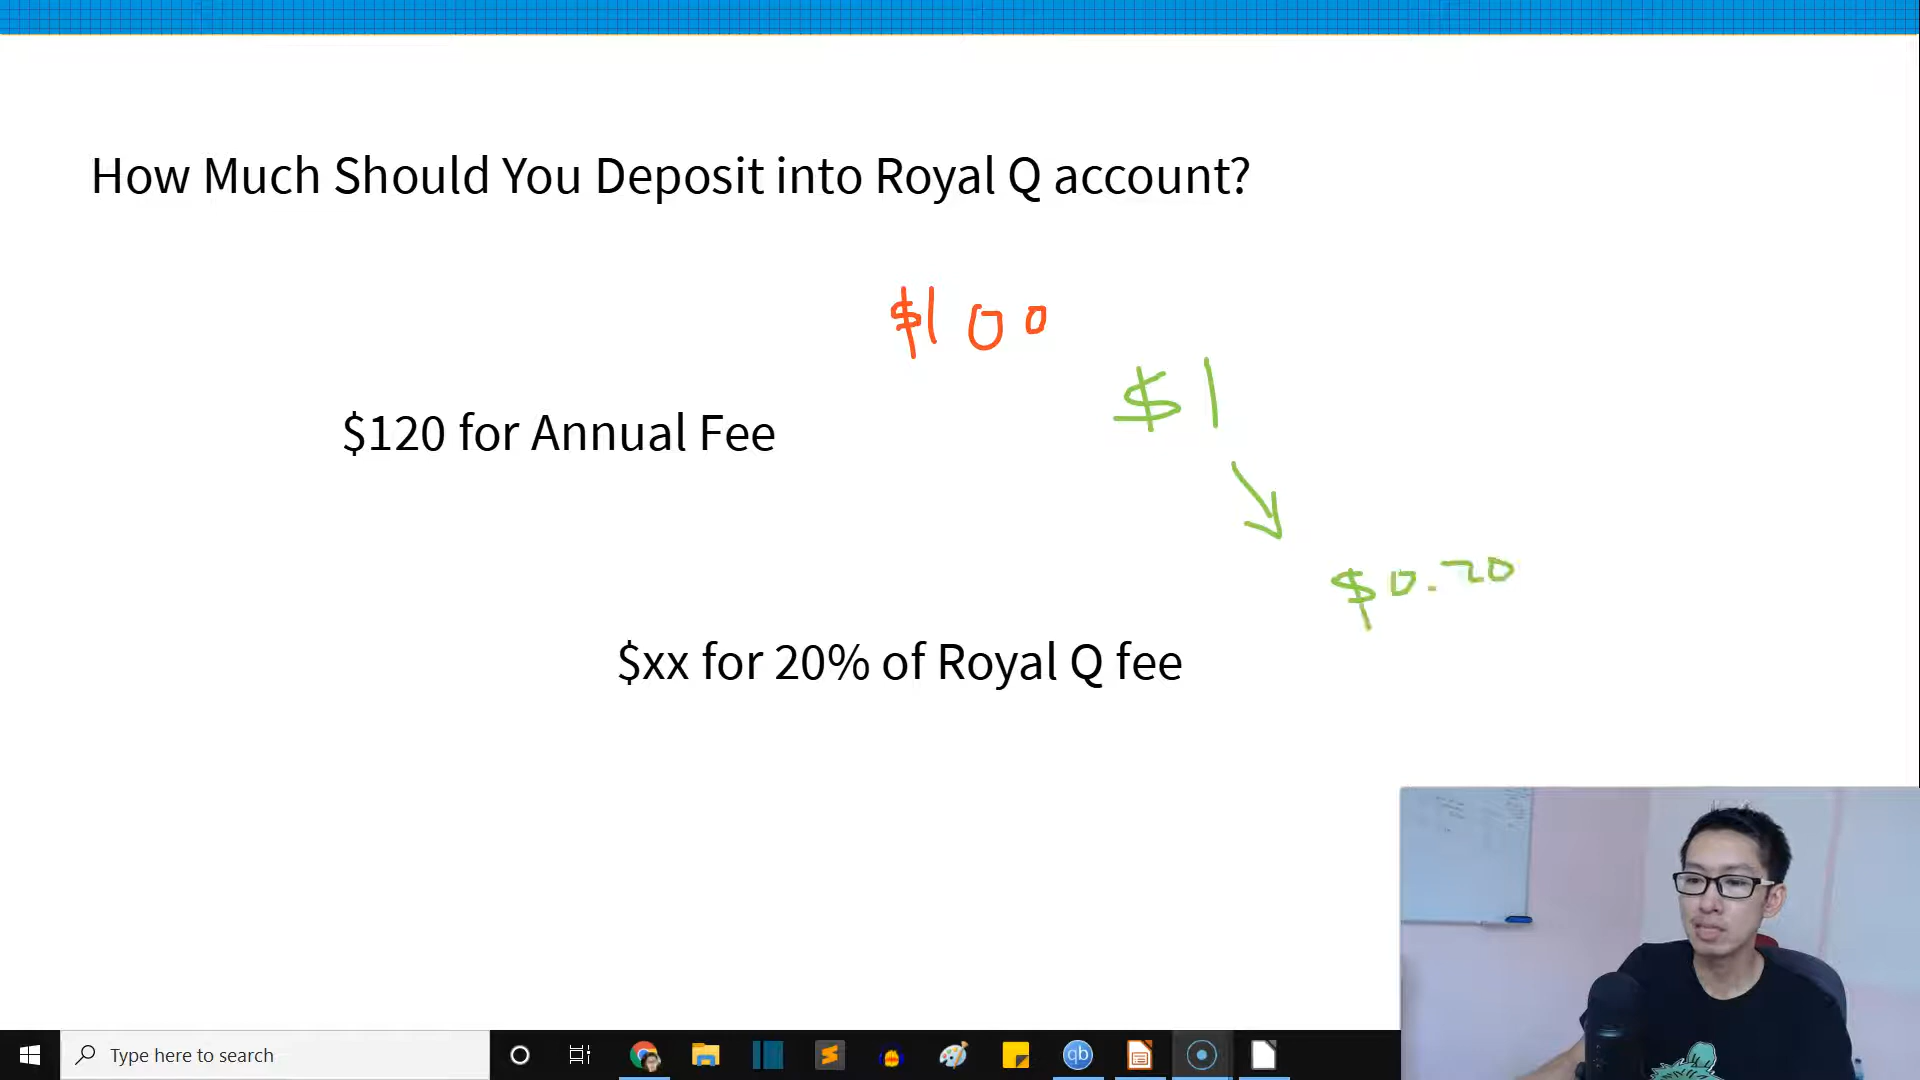 How Much Should You Deposit into Royal Q account?
$100
$1
$120 for Annual Fee
$0.20
$xx for 20% of Royal Q fee
Type here to search
qb